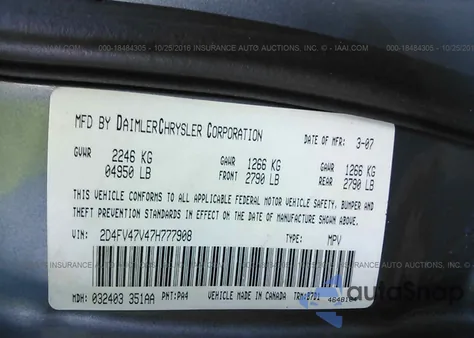 000-18484305 - 10/25/2018 INSURANCE AUTO AUCTIONS, INC. - IAAI.COM
MFD BY DAIMLERCHRYSLER CORPORATION
DATE OF MFR: 3-07
GVWR 2246 KG GAWR 1266 KG GAWR 1266 KG
04950 LB FRONT 2790 LB REAR 2790 LB
THIS VEHICLE CONFORMS TO ALL APPLICABLE FEDERAL MOTOR VEHICLE SAFETY, BUMPER AND
THEFT PREVENTION STANDARDS IN EFFECT ON THE DATE OF MANUFACTURE SHOWN ABOVE.
VIN: 2D4FV47V47H777908 TYPE: MPV
MDH: 032403 351AA PNT:PA4 VEHICLE MADE IN CANADA TRM:
autoSnap